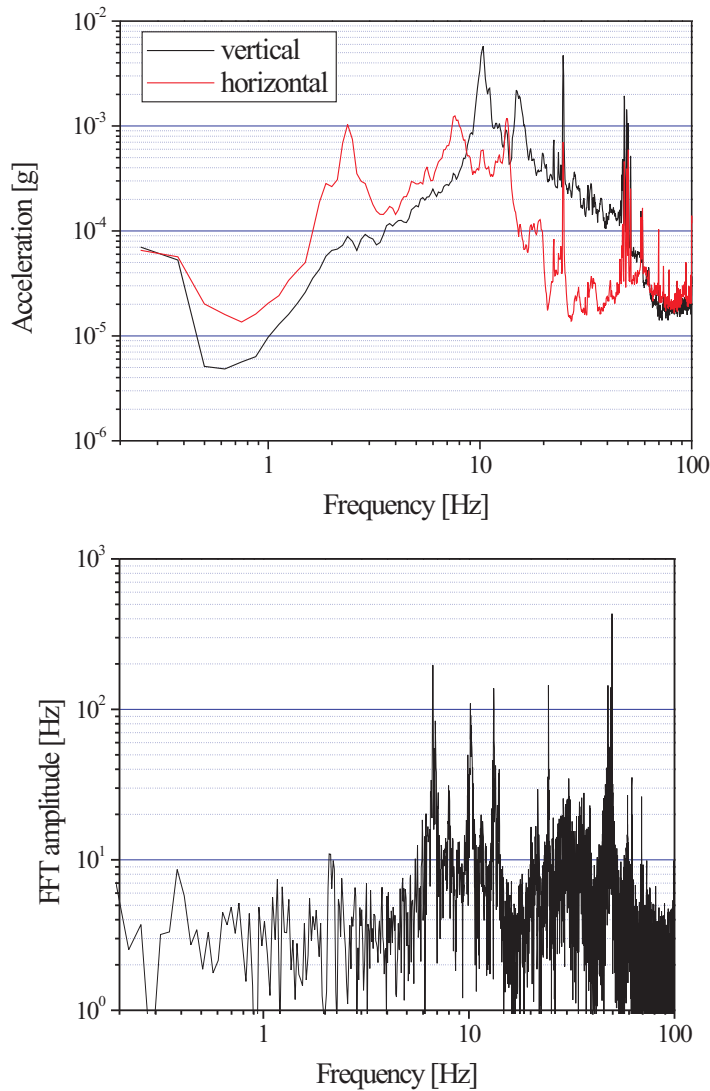 10^-2
vertical
horizontal
10^-3
10^-4
10^-5
10^-6
Acceleration [g]
1
10
100
Frequency [Hz]
10^3
10^2
10^1
10^0
FFT amplitude [Hz]
1
10
100
Frequency [Hz]